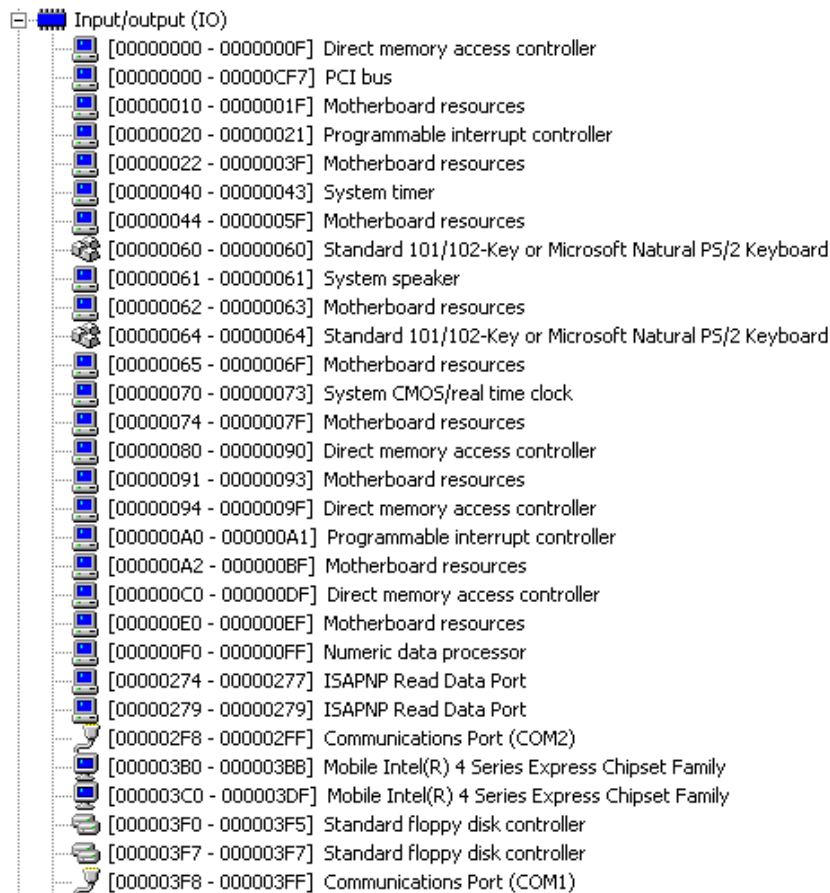 Input/output (IO)
[00000000 - 0000000F] Direct memory access controller
[00000000 - 00000CF7] PCI bus
[00000010 - 0000001F] Motherboard resources
[00000020 - 00000021] Programmable interrupt controller
[00000022 - 0000003F] Motherboard resources
[00000040 - 00000043] System timer
[00000044 - 0000005F] Motherboard resources
[00000060 - 00000060] Standard 101/102-Key or Microsoft Natural PS/2 Keyboard
[00000061 - 00000061] System speaker
[00000062 - 00000063] Motherboard resources
[00000064 - 00000064] Standard 101/102-Key or Microsoft Natural PS/2 Keyboard
[00000065 - 0000006F] Motherboard resources
[00000070 - 00000073] System CMOS/real time clock
[00000074 - 0000007F] Motherboard resources
[00000080 - 00000090] Direct memory access controller
[00000091 - 00000093] Motherboard resources
[00000094 - 0000009F] Direct memory access controller
[000000A0 - 000000A1] Programmable interrupt controller
[000000A2 - 000000BF] Motherboard resources
[000000C0 - 000000DF] Direct memory access controller
[000000E0 - 000000EF] Motherboard resources
[000000F0 - 000000FF] Numeric data processor
[00000274 - 00000277] ISAPNP Read Data Port
[00000279 - 00000279] ISAPNP Read Data Port
[000002F8 - 000002FF] Communications Port (COM2)
[000003B0 - 000003BB] Mobile Intel(R) 4 Series Express Chipset Family
[000003C0 - 000003DF] Mobile Intel(R) 4 Series Express Chipset Family
[000003F0 - 000003F5] Standard floppy disk controller
[000003F7 - 000003F7] Standard floppy disk controller
[000003F8 - 000003FF] Communications Port (COM1)